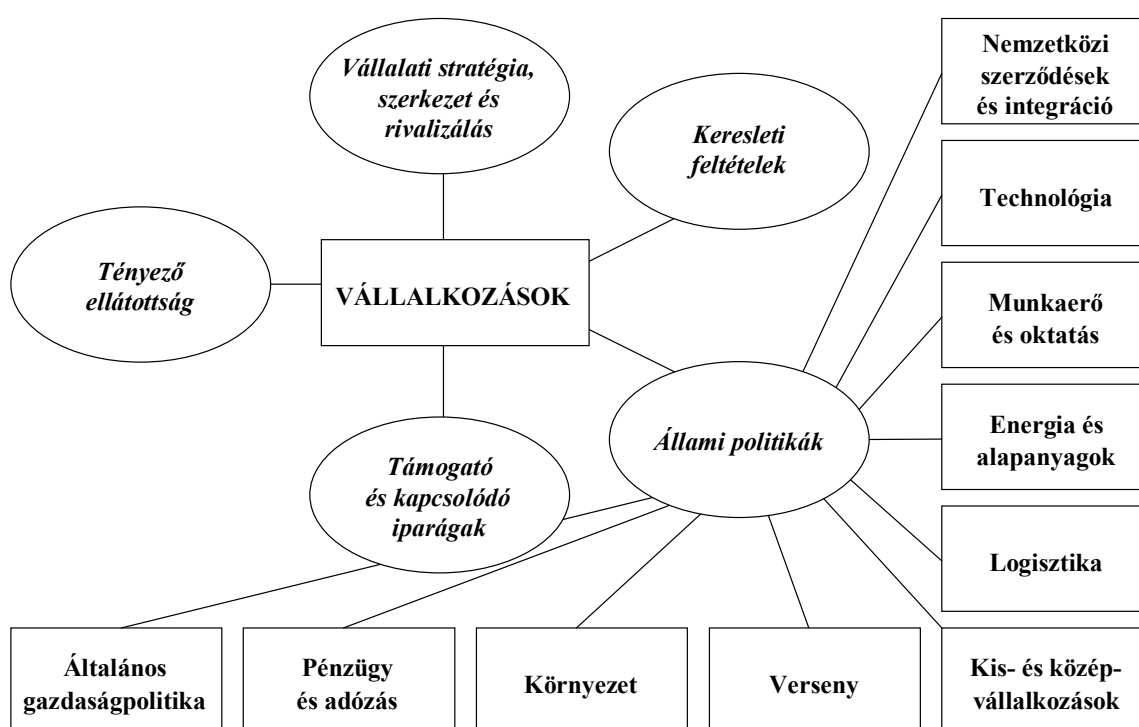 Vállalati stratégia,
szerkezet és
rivalizálás
Keresleti
feltételek
Nemzetközi
szerződések
és integráció
Technológia
Tényező
ellátottság
VÁLLALKOZÁSOK
Munkaerő
és oktatás
Állami politikák
Energia és
alapanyagok
Támogató
és kapcsolódó
iparágak
Logisztika
Általános
gazdaságpolitika
Pénzügy
és adózás
Környezet
Verseny
Kis- és közép-
vállalkozások